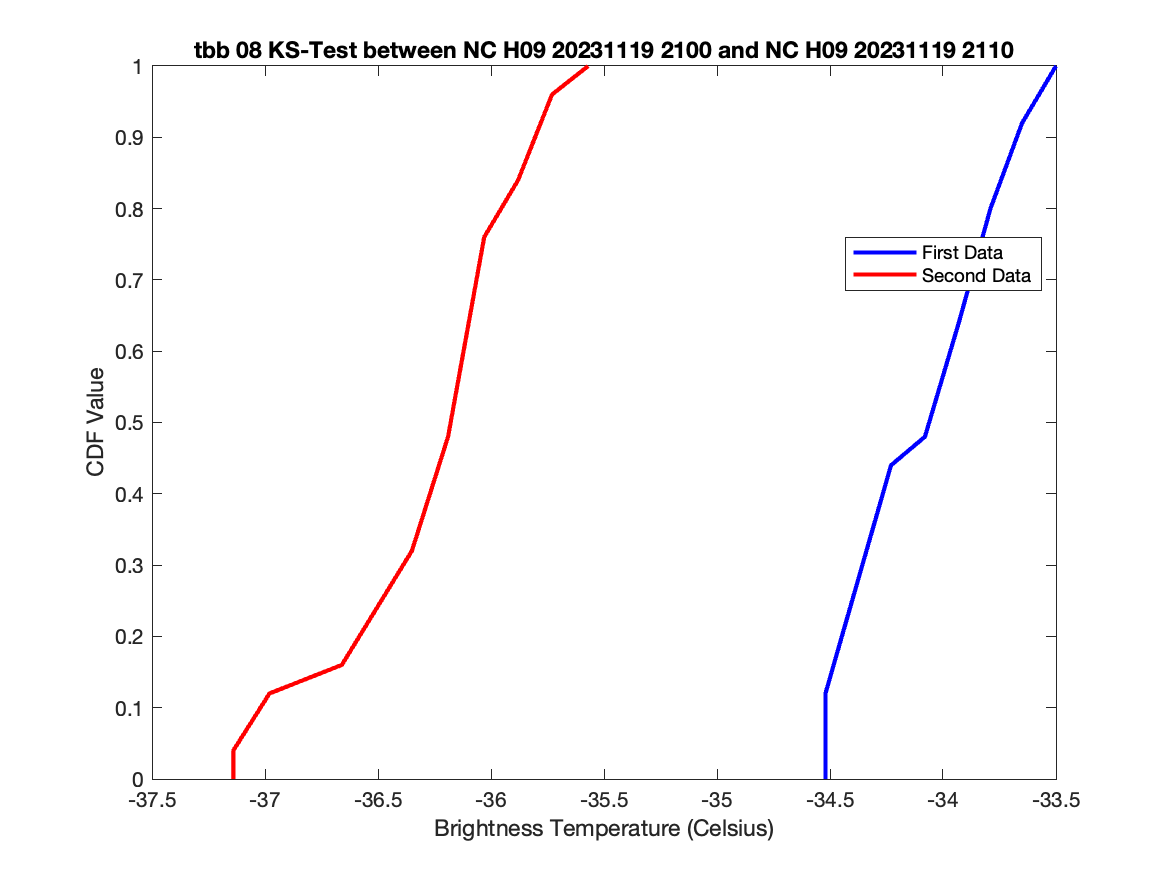 tbb 08 KS-Test between NC H09 20231119 2100 and NC H09 20231119 2110
1
0.9
0.8
0.7
0.6
0.5
0.4
0.3
0.2
0.1
0
CDF Value
First Data
Second Data
-37.5 -37 -36.5 -36 -35.5 -35 -34.5 -34 -33.5
Brightness Temperature (Celsius)